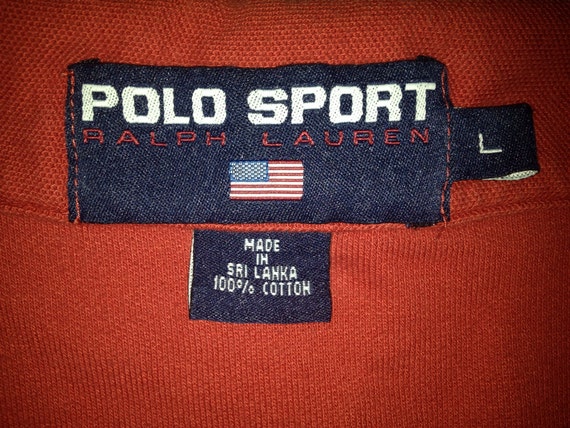 POLO SPORT
RALPH LAUREN
L
MADE
IN
SRI LANKA
100% COTTON